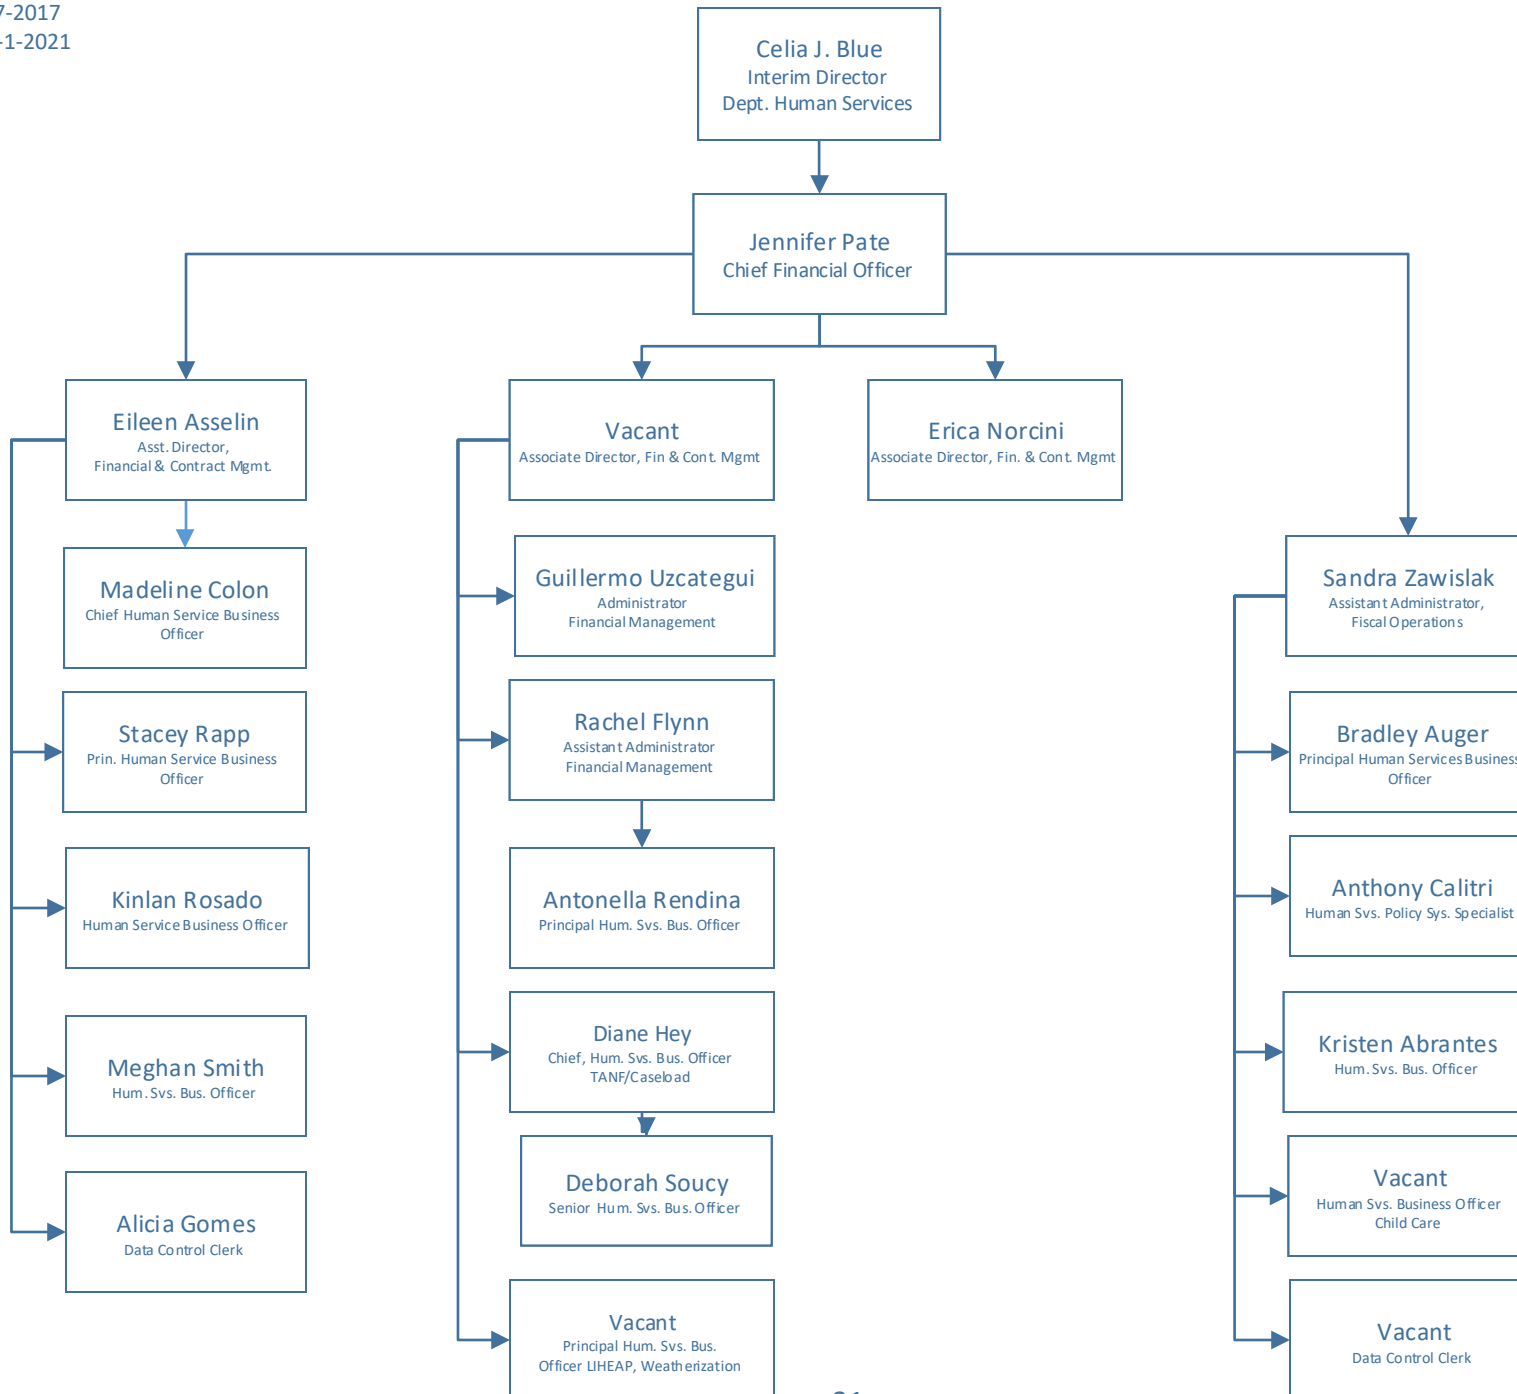 7-2017
-1-2021
Celia J. Blue
Interim Director
Dept. Human Services
Jennifer Pate
Chief Financial Officer
Eileen Asselin
Asst. Director,
Financial & Contract Mgmt.
Vacant
Associate Director, Fin & Cont. Mgmt
Erica Norcini
Associate Director, Fin. & Cont. Mgmt
Madeline Colon
Chief Human Service Business
Officer
Guillermo Uzcategui
Administrator
Financial Management
Sandra Zawislak
Assistant Administrator,
Fiscal Operations
Stacey Rapp
Prin. Human Service Business
Officer
Rachel Flynn
Assistant Administrator
Financial Management
Bradley Auger
Principal Human Services Business
Officer
Kinlan Rosado
Human Service Business Officer
Antonella Rendina
Principal Hum. Svs. Bus. Officer
Anthony Calitri
Human Svs. Policy Sys. Specialist
Meghan Smith
Hum. Svs. Bus. Officer
Diane Hey
Chief, Hum. Svs. Bus. Officer
TANF/Caseload
Kristen Abrantes
Hum. Svs. Bus. Officer
Alicia Gomes
Data Control Clerk
Deborah Soucy
Senior Hum. Svs. Bus. Officer
Vacant
Human Svs. Business Officer
Child Care
Vacant
Principal Hum. Svs. Bus.
Officer LIHEAP, Weatherization
Vacant
Data Control Clerk